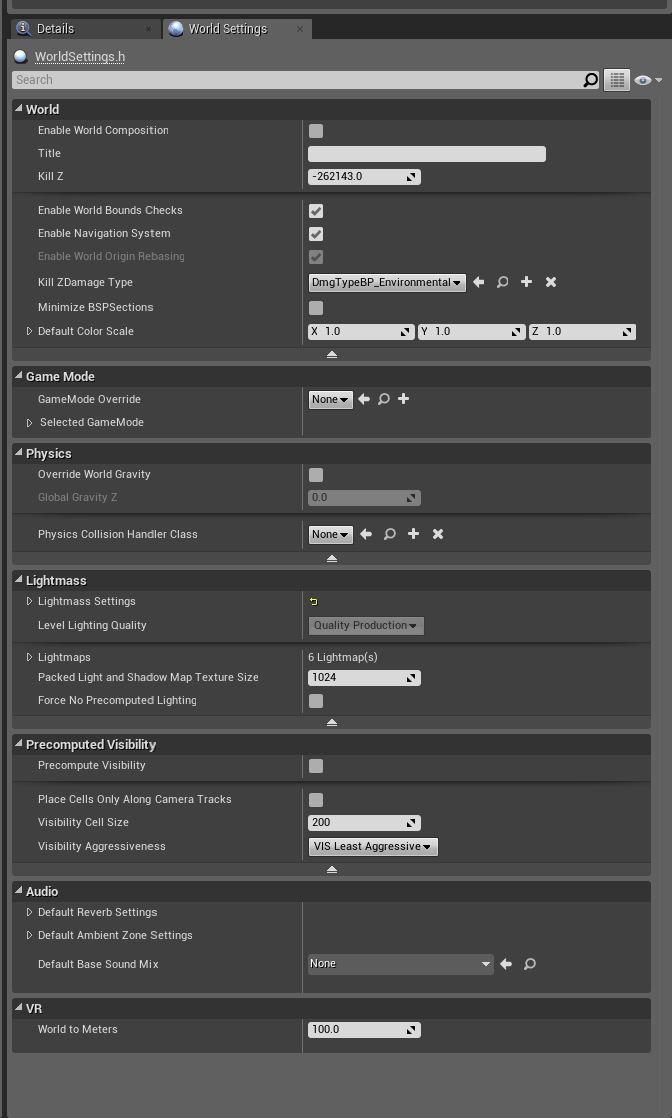 Details World Settings
WorldSettings.h
Search
World
Enable World Composition
Title
Kill Z -262143.0
Enable World Bounds Checks
Enable Navigation System
Enable World Origin Rebasing
Kill ZDamage Type DmgTypeBP_Environmental
Minimize BSPSections
Default Color Scale X 1.0 Y 1.0 Z 1.0
Game Mode
GameMode Override None
Selected GameMode
Physics
Override World Gravity
Global Gravity Z 0.0
Physics Collision Handler Class None
Lightmass
Lightmass Settings
Level Lighting Quality Quality Production
Lightmaps 6 Lightmap(s)
Packed Light and Shadow Map Texture Size 1024
Force No Precomputed Lighting
Precomputed Visibility
Precompute Visibility
Place Cells Only Along Camera Tracks
Visibility Cell Size 200
Visibility Aggressiveness VIS Least Aggressive
Audio
Default Reverb Settings
Default Ambient Zone Settings
Default Base Sound Mix None
VR
World to Meters 100.0